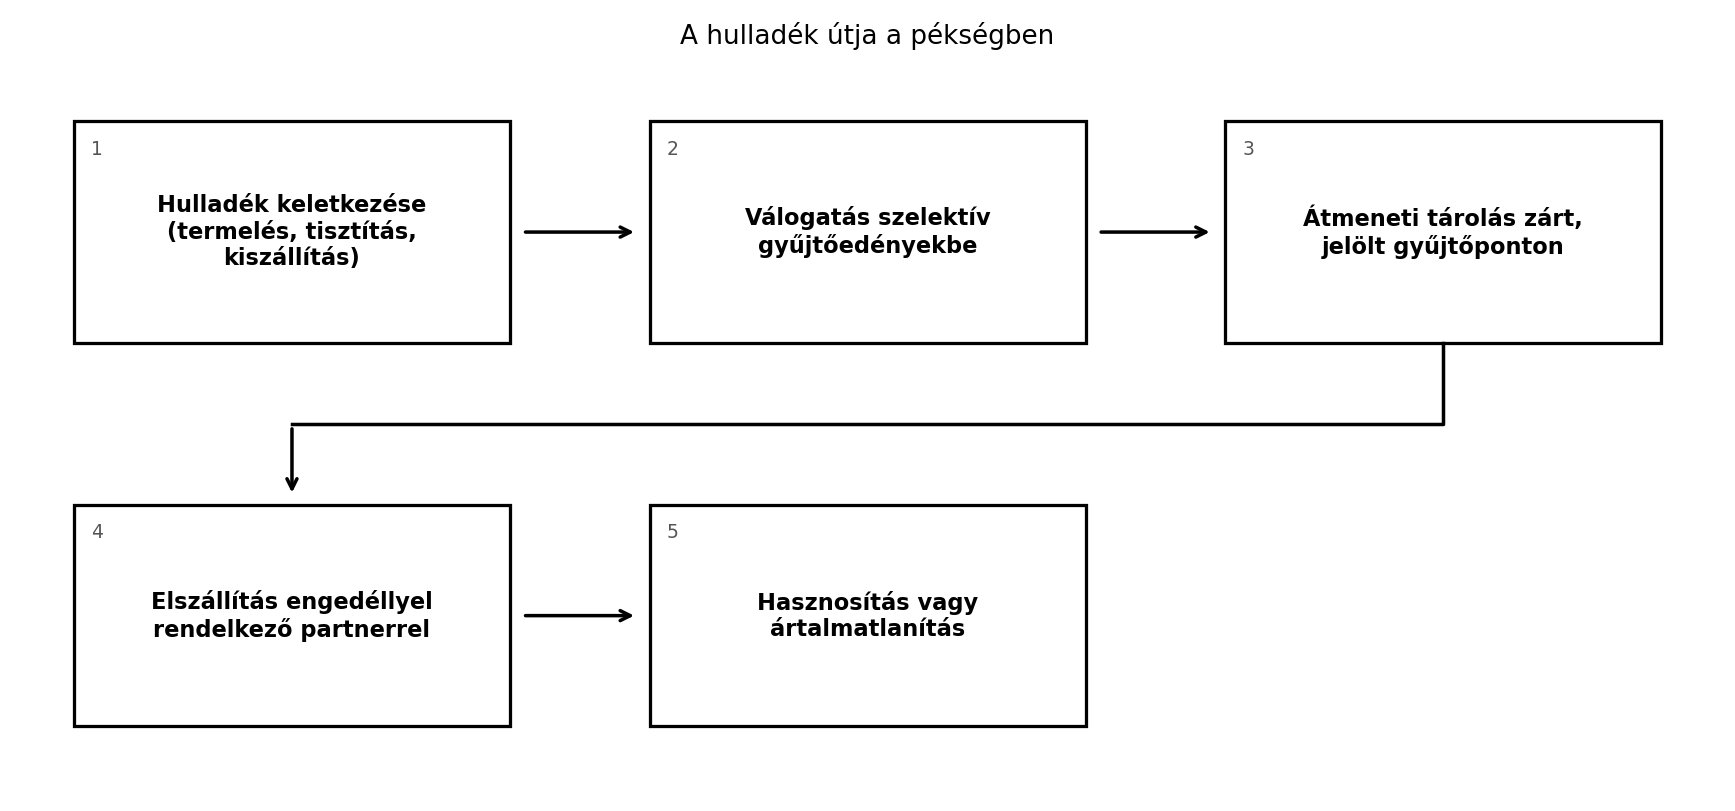 A hulladék útja a pékségben
1
Hulladék keletkezése
(termelés, tisztítás,
kiszállítás)
2
Válogatás szelektív
gyűjtőedényekbe
3
Átmeneti tárolás zárt,
jelölt gyűjtőponton
4
Elszállítás engedéllyel
rendelkező partnerrel
5
Hasznosítás vagy
ártalmatlanítás